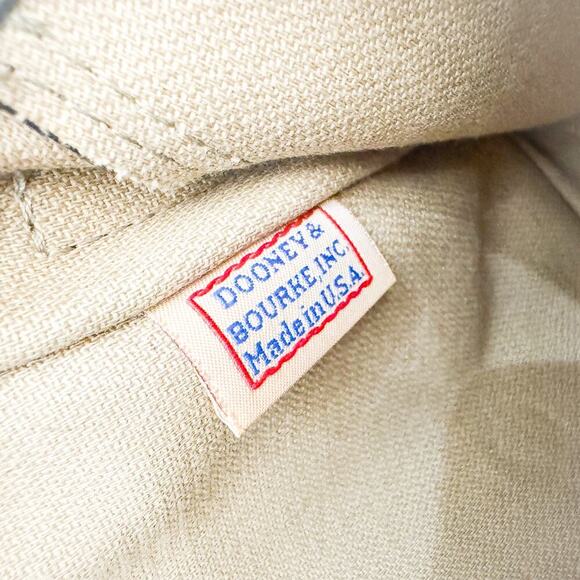 DOONEY &
BOURKE, INC.
Made in U.S.A.